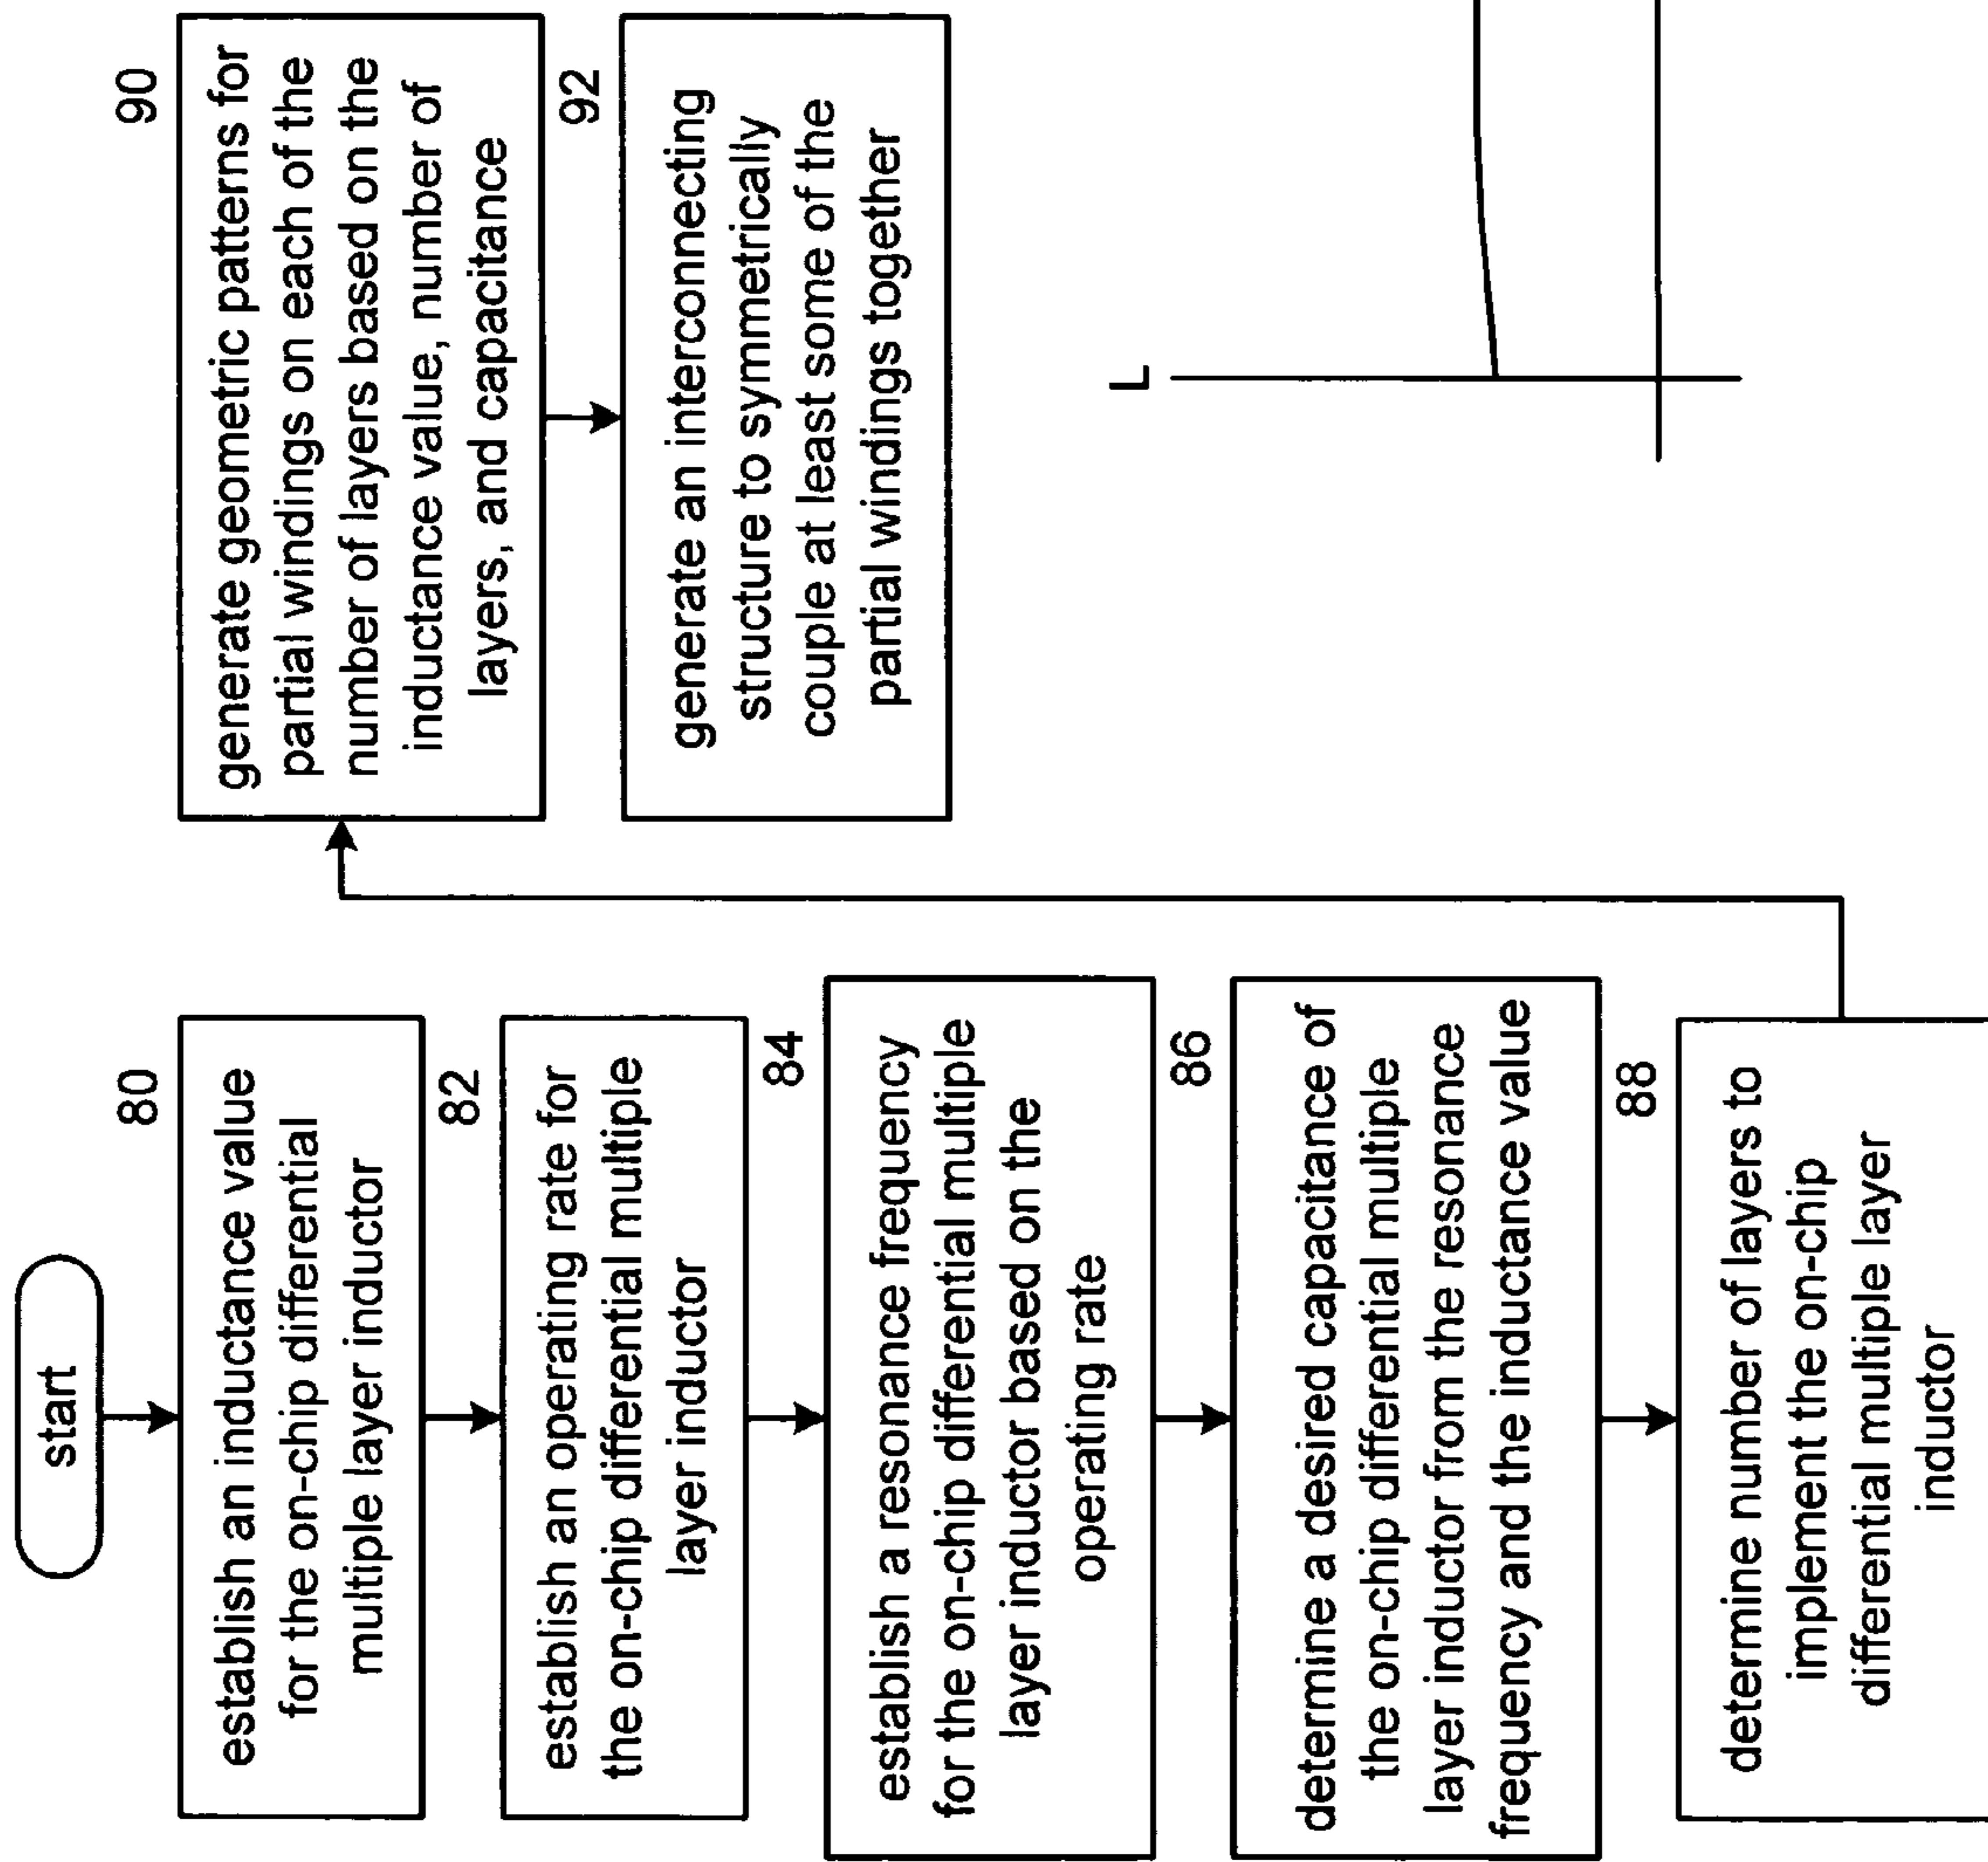 start
80
establish an inductance value
for the on-chip differential
multiple layer inductor
82
establish an operating rate for
the on-chip differential multiple
layer inductor
84
establish a resonance frequency
for the on-chip differential multiple
layer inductor based on the
operating rate
86
determine a desired capacitance of
the on-chip differential multiple
layer inductor from the resonance
frequency and the inductance value
88
determine number of layers to
implement the on-chip
differential multiple layer
inductor
90
generate geometric patterns for
partial windings on each of the
number of layers based on the
inductance value, number of
layers, and capacitance
92
generate an interconnecting
structure to symmetrically
couple at least some of the
partial windings together
L